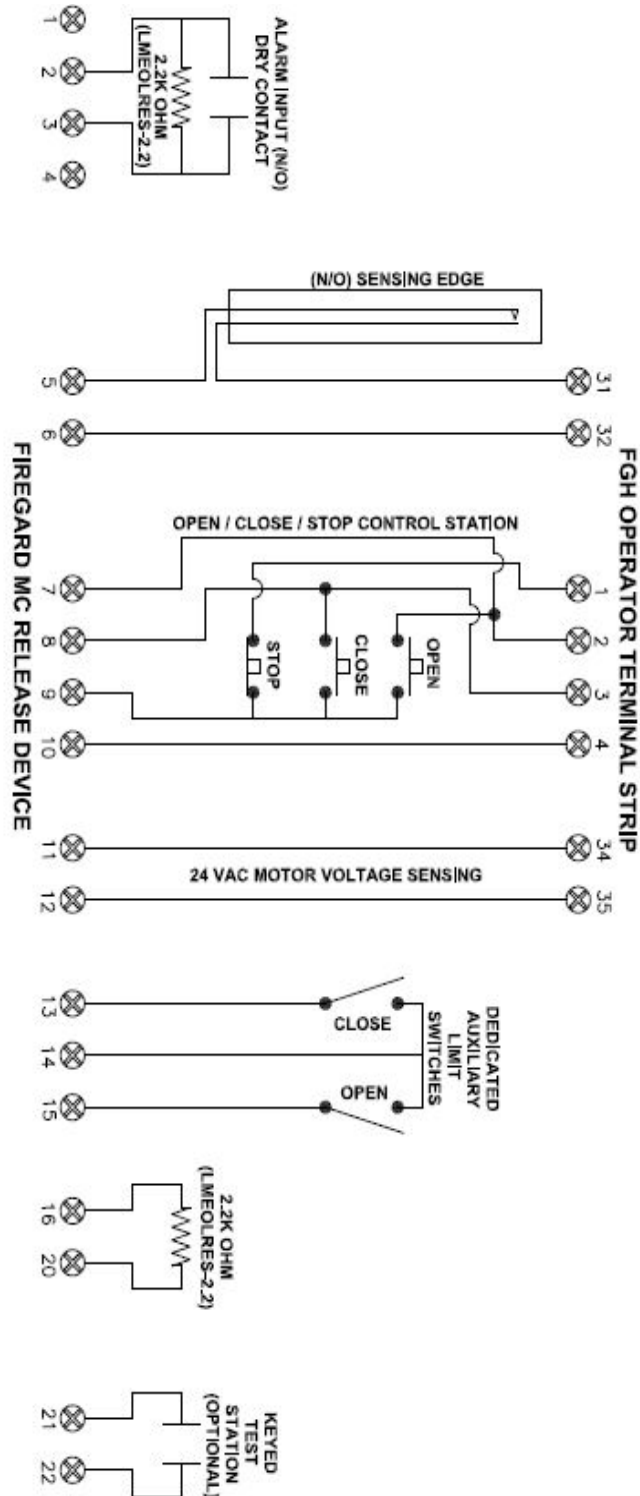 ALARM INPUT (N/O)
DRY CONTACT
2.2K OHM
(LMEOLRES-2.2)
1
2
3
4
(N/O) SENSING EDGE
5
6
31
32
FGH OPERATOR TERMINAL STRIP
FIREGARD MC RELEASE DEVICE
OPEN / CLOSE / STOP CONTROL STATION
7
8
9
10
1
2
3
4
STOP
CLOSE
OPEN
11
12
34
35
24 VAC MOTOR VOLTAGE SENSING
13
14
15
CLOSE
OPEN
DEDICATED
AUXILIARY
LIMIT
SWITCHES
16
20
2.2K OHM
(LMEOLRES-2.2)
21
22
KEYED
TEST
STATION
(OPTIONAL)